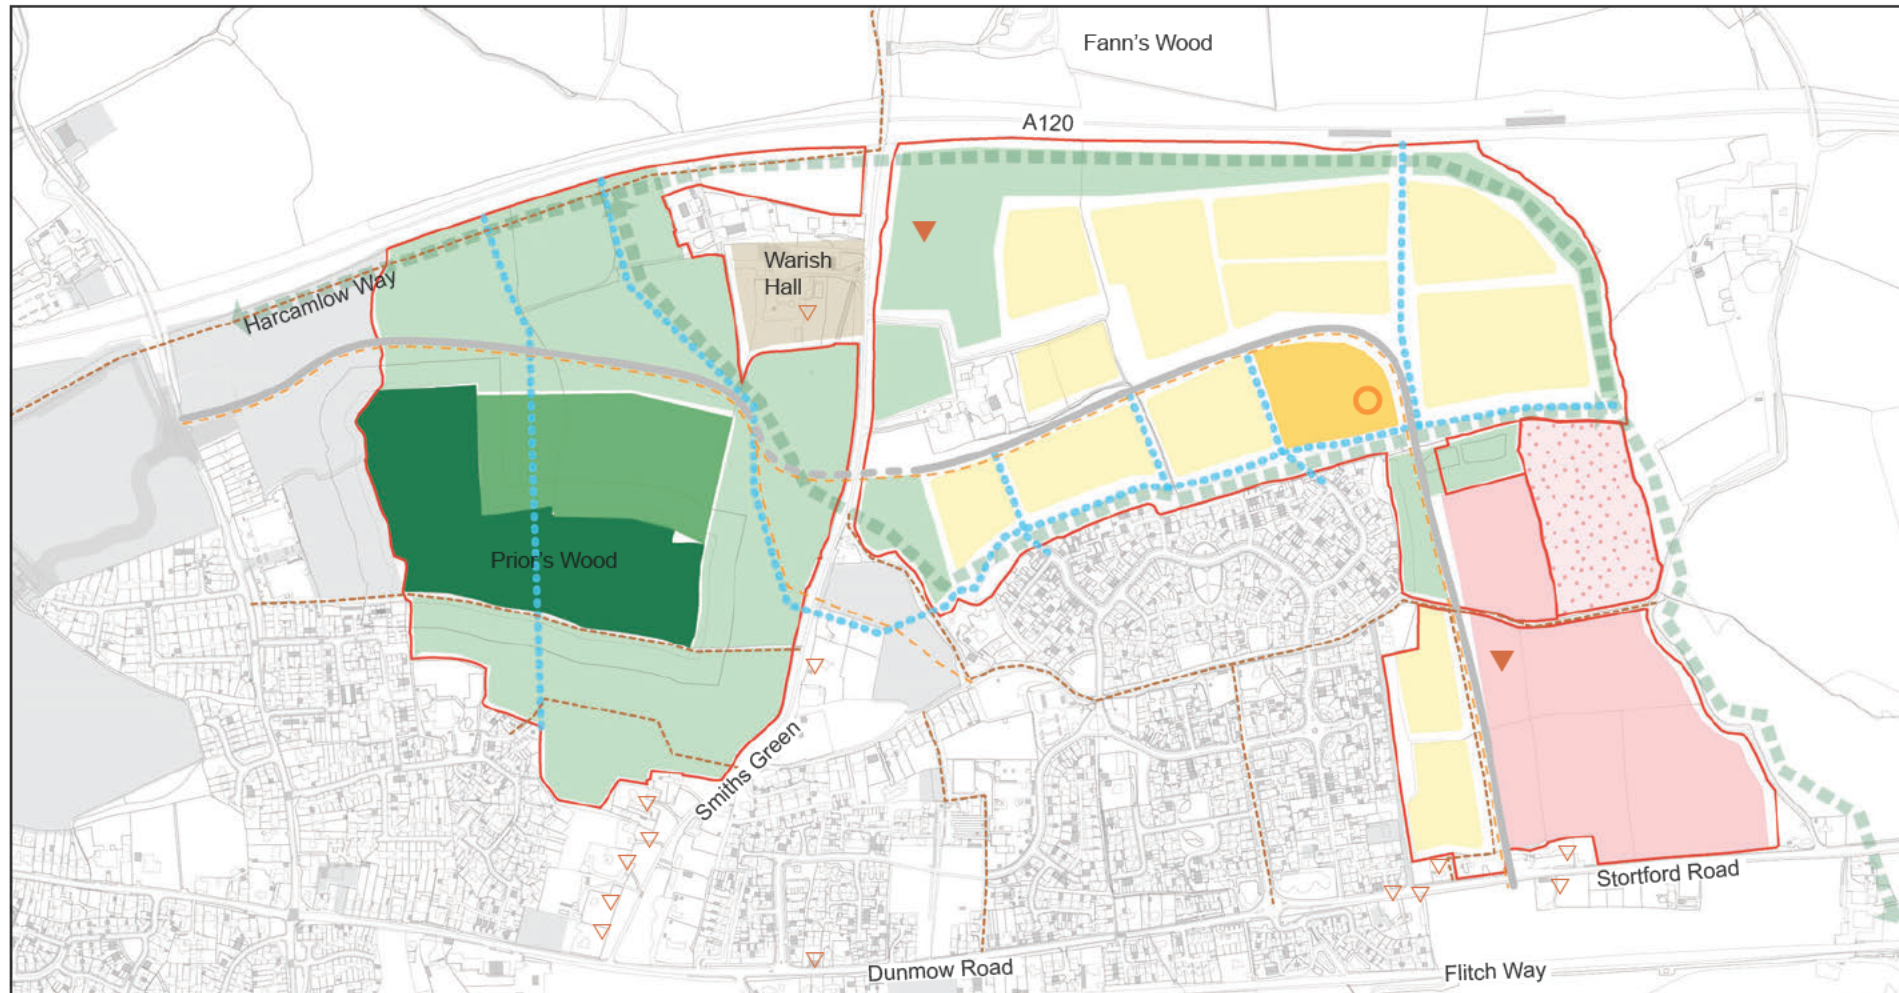 Fann's Wood
A120
Warish
Hall
Harcamlow Way
Prior's Wood
Smiths Green
Stortford Road
Dunmow Road
Flitch Way